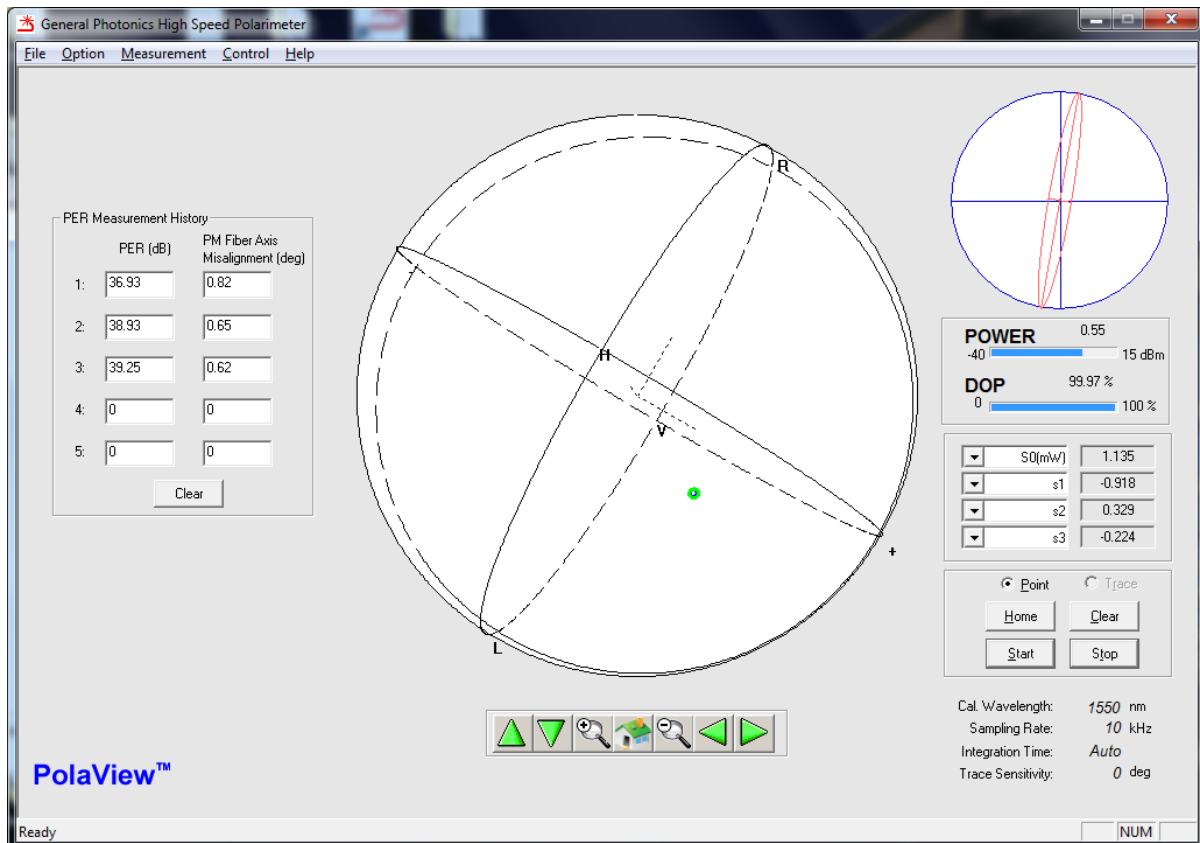 General Photonics High Speed Polarimeter
File Option Measurement Control Help
PER Measurement History
PER (dB) PM Fiber Axis Misalignment (deg)
1: 36.93 0.82
2: 38.93 0.65
3: 39.25 0.62
4: 0 0
5: 0 0
Clear
R
H
V
+
L
POWER 0.55
-40 15 dBm
DOP 99.97 %
0 100 %
S0(mW) 1.135
s1 -0.918
s2 0.329
s3 -0.224
Point Trace
Home Clear
Start Stop
Cal. Wavelength: 1550 nm
Sampling Rate: 10 kHz
Integration Time: Auto
Trace Sensitivity: 0 deg
PolaView™
Ready NUM